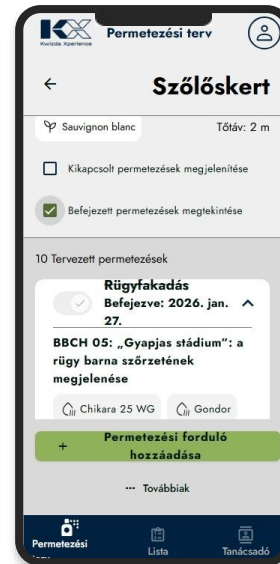 KX
Kwizda Xperience
Permetezési terv
Szőlőskert
Sauvignon blanc
Tőtáv: 2 m
Kikapcsolt permetezések megjelenítése
Befejezett permetezések megtekintése
10 Tervezett permetezések
Rügyfakadás
Befejezve: 2026. jan.
27.
BBCH 05: „Gyapjas stádium”: a
rügy barna szőrzetének
megjelenése
Chikara 25 WG
Gondor
+ Permetezési forduló
hozzáadása
··· Továbbiak
Permetezési
Lista
Tanácsadó